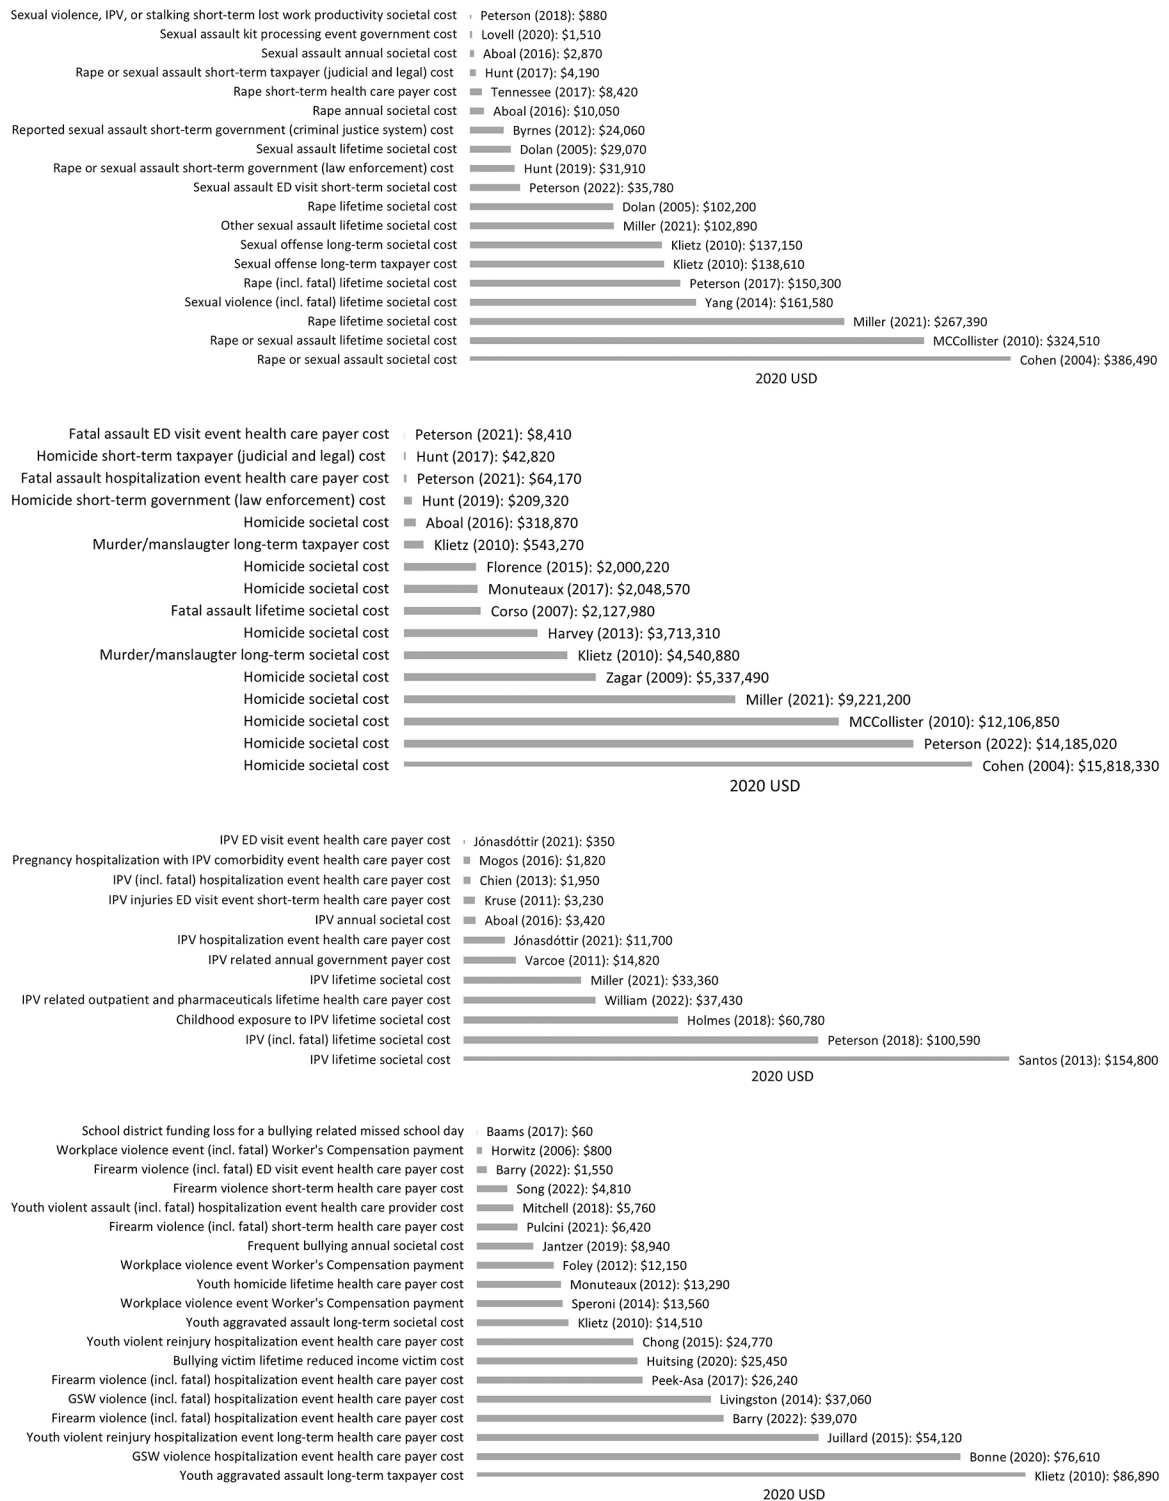 Sexual violence, IPV, or stalking short-term lost work productivity societal cost Peterson (2018): $880
Sexual assault kit processing event government cost Lovell (2020): $1,510
Sexual assault annual societal cost Aboal (2016): $2,870
Rape or sexual assault short-term taxpayer (judicial and legal) cost Hunt (2017): $4,190
Rape short-term health care payer cost Tennessee (2017): $8,420
Rape annual societal cost Aboal (2016): $10,050
Reported sexual assault short-term government (criminal justice system) cost Byrnes (2012): $24,060
Sexual assault lifetime societal cost Dolan (2005): $29,070
Rape or sexual assault short-term government (law enforcement) cost Hunt (2019): $31,910
Sexual assault ED visit short-term societal cost Peterson (2022): $35,780
Rape lifetime societal cost Dolan (2005): $102,200
Other sexual assault lifetime societal cost Miller (2021): $102,890
Sexual offense long-term societal cost Klietz (2010): $137,150
Sexual offense long-term taxpayer cost Klietz (2010): $138,610
Rape (incl. fatal) lifetime societal cost Peterson (2017): $150,300
Sexual violence (incl. fatal) lifetime societal cost Yang (2014): $161,580
Rape lifetime societal cost Miller (2021): $267,390
Rape or sexual assault lifetime societal cost MCCollister (2010): $324,510
Rape or sexual assault societal cost Cohen (2004): $386,490
2020 USD
Fatal assault ED visit event health care payer cost Peterson (2021): $8,410
Homicide short-term taxpayer (judicial and legal) cost Hunt (2017): $42,820
Fatal assault hospitalization event health care payer cost Peterson (2021): $64,170
Homicide short-term government (law enforcement) cost Hunt (2019): $209,320
Homicide societal cost Aboal (2016): $318,870
Murder/manslaugter long-term taxpayer cost Klietz (2010): $543,270
Homicide societal cost Florence (2015): $2,000,220
Homicide societal cost Monuteaux (2017): $2,048,570
Fatal assault lifetime societal cost Corso (2007): $2,127,980
Homicide societal cost Harvey (2013): $3,713,310
Murder/manslaugter long-term societal cost Klietz (2010): $4,540,880
Homicide societal cost Zagar (2009): $5,337,490
Homicide societal cost Miller (2021): $9,221,200
Homicide societal cost MCCollister (2010): $12,106,850
Homicide societal cost Peterson (2022): $14,185,020
Homicide societal cost Cohen (2004): $15,818,330
2020 USD
IPV ED visit event health care payer cost Jónasdóttir (2021): $350
Pregnancy hospitalization with IPV comorbidity event health care payer cost Mogos (2016): $1,820
IPV (incl. fatal) hospitalization event health care payer cost Chien (2013): $1,950
IPV injuries ED visit event short-term health care payer cost Kruse (2011): $3,230
IPV annual societal cost Aboal (2016): $3,420
IPV hospitalization event health care payer cost Jónasdóttir (2021): $11,700
IPV related annual government payer cost Varcoe (2011): $14,820
IPV lifetime societal cost Miller (2021): $33,360
IPV related outpatient and pharmaceuticals lifetime health care payer cost William (2022): $37,430
Childhood exposure to IPV lifetime societal cost Holmes (2018): $60,780
IPV (incl. fatal) lifetime societal cost Peterson (2018): $100,590
IPV lifetime societal cost Santos (2013): $154,800
2020 USD
School district funding loss for a bullying related missed school day Baams (2017): $60
Workplace violence event (incl. fatal) Worker's Compensation payment Horwitz (2006): $800
Firearm violence (incl. fatal) ED visit event health care payer cost Barry (2022): $1,550
Firearm violence short-term health care payer cost Song (2022): $4,810
Youth violent assault (incl. fatal) hospitalization event health care provider cost Mitchell (2018): $5,760
Firearm violence (incl. fatal) short-term health care payer cost Pulcini (2021): $6,420
Frequent bullying annual societal cost Jantzer (2019): $8,940
Workplace violence event Worker's Compensation payment Foley (2012): $12,150
Youth homicide lifetime health care payer cost Monuteaux (2012): $13,290
Workplace violence event Worker's Compensation payment Speroni (2014): $13,560
Youth aggravated assault long-term societal cost Klietz (2010): $14,510
Youth violent reinjury hospitalization event health care payer cost Chong (2015): $24,770
Bullying victim lifetime reduced income victim cost Huitsing (2020): $25,450
Firearm violence (incl. fatal) hospitalization event health care payer cost Peek-Asa (2017): $26,240
GSW violence (incl. fatal) hospitalization event health care payer cost Livingston (2014): $37,060
Firearm violence (incl. fatal) hospitalization event health care payer cost Barry (2022): $39,070
Youth violent reinjury hospitalization event long-term health care payer cost Juillard (2015): $54,120
GSW violence hospitalization event health care payer cost Bonne (2020): $76,610
Youth aggravated assault long-term taxpayer cost Klietz (2010): $86,890
2020 USD